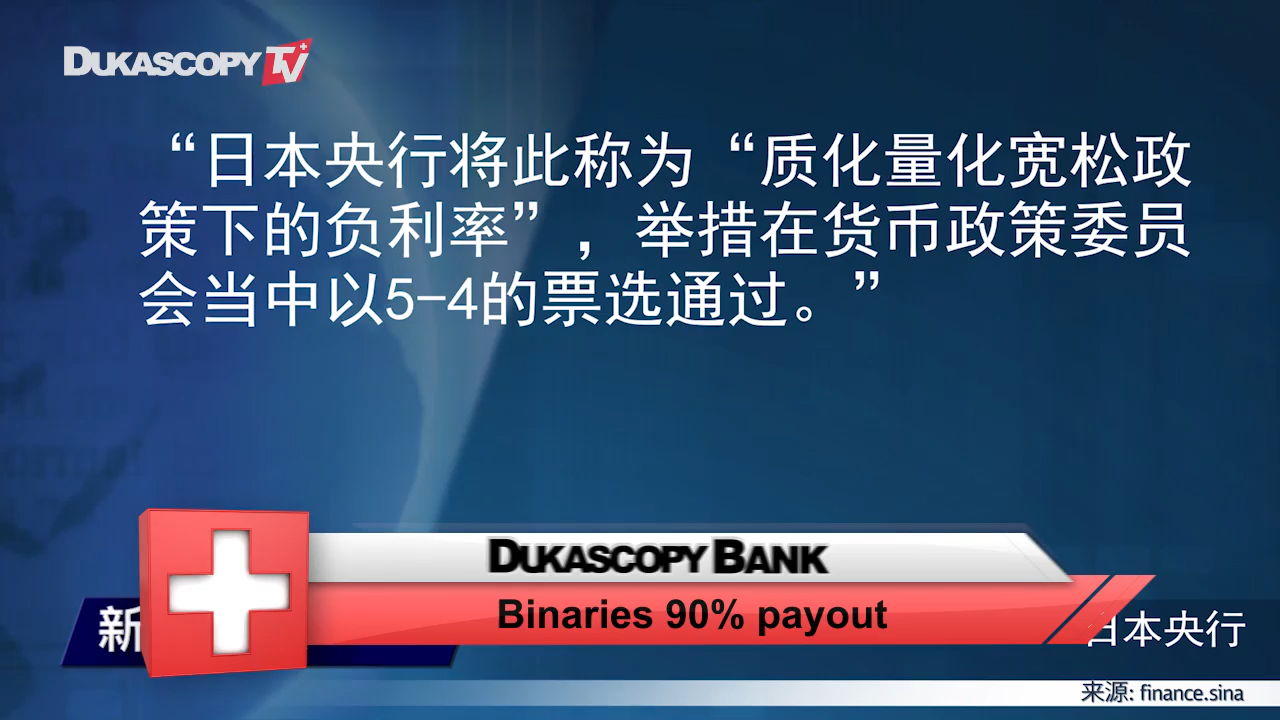 DUKASCOPY TV
“日本央行将此称为“质化量化宽松政
策下的负利率”，举措在货币政策委员
会当中以5-4的票选通过。”
DUKASCOPY BANK
Binaries 90% payout
新
日本央行
来源: finance.sina